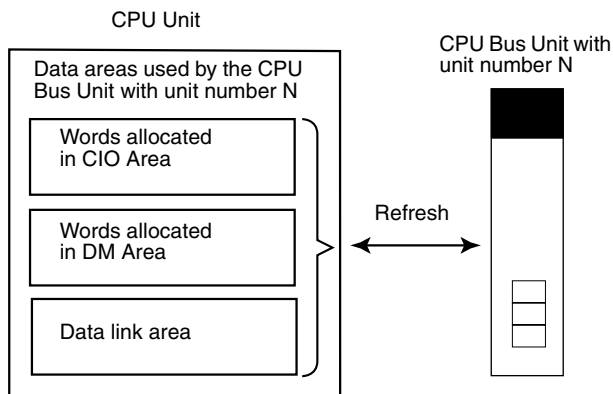 CPU Unit
Data areas used by the CPU
Bus Unit with unit number N
Words allocated
in CIO Area
Words allocated
in DM Area
Data link area
Refresh
CPU Bus Unit with
unit number N